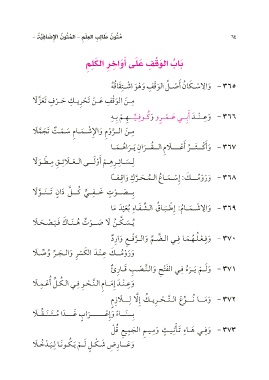 ٦٤ مُتُونُ طَالِبِ العِلْمِ - المُتُونُ الإِضَافِيَّةُ -
بَابُ الوَقْفِ عَلَى أَوَاخِرِ الكَلِمِ
٣٦٥ - وَالِاسْكَانُ أَصْلُ الوَقْفِ وَهْوَ اشْتِقَاقُهُ
مِنَ الوَقْفِ عَنْ تَحْرِيكِ حَرْفٍ تَعَزَّلَا
٣٦٦ - وَعِنْدَ أَبِي عَمْرٍو وَكُوفِيِّهِمْ بِهِ
مِنَ الرَّوْمِ وَالإِشْمَامِ سَمْتٌ تَجَمَّلَا
٣٦٧ - وَأَكْثَرُ أَعْلَامِ القُرَانِ يَرَاهُمَا
لِسَائِرِهِمْ أَوْلَى العَلَائِقِ مِطْوَلَا
٣٦٨ - وَرَوْمُكَ: إِسْمَاعُ المُحَرَّكِ وَاقِفًا
بِصَوْتٍ خَفِيٍّ كُلَّ دَانٍ تَنَوَّلَا
٣٦٩ - وَالِاشْمَامُ: إِطْبَاقُ الشِّفَاهِ بُعَيْدَ مَا
يُسَكَّنُ لَا صَوْتٌ هُنَاكَ فَيَصْحَلَا
٣٧٠ - وَفِعْلُهُمَا فِي الضَّمِّ وَالرَّفْعِ وَارِدٌ
وَرَوْمُكَ عِنْدَ الكَسْرِ وَالجَرِّ وُصِّلَا
٣٧١ - وَلَمْ يَرَهُ فِي الفَتْحِ وَالنَّصْبِ قَارِئٌ
وَعِنْدَ إِمَامِ النَّحْوِ فِي الكُلِّ أُعْمِلَا
٣٧٢ - وَمَا نُوِّعَ التَّحْرِيكُ إِلَّا لِلَازِمٍ
بِنَاءً وَإِعْرَابٍ غَدَا مُتَنَقِّلَا
٣٧٣ - وَفِي هَاءِ تَأْنِيثٍ وَمِيمِ الجَمِيعِ قُلْ
وَعَارِضِ شَكْلٍ لَمْ يَكُونَا لِيَدْخُلَا